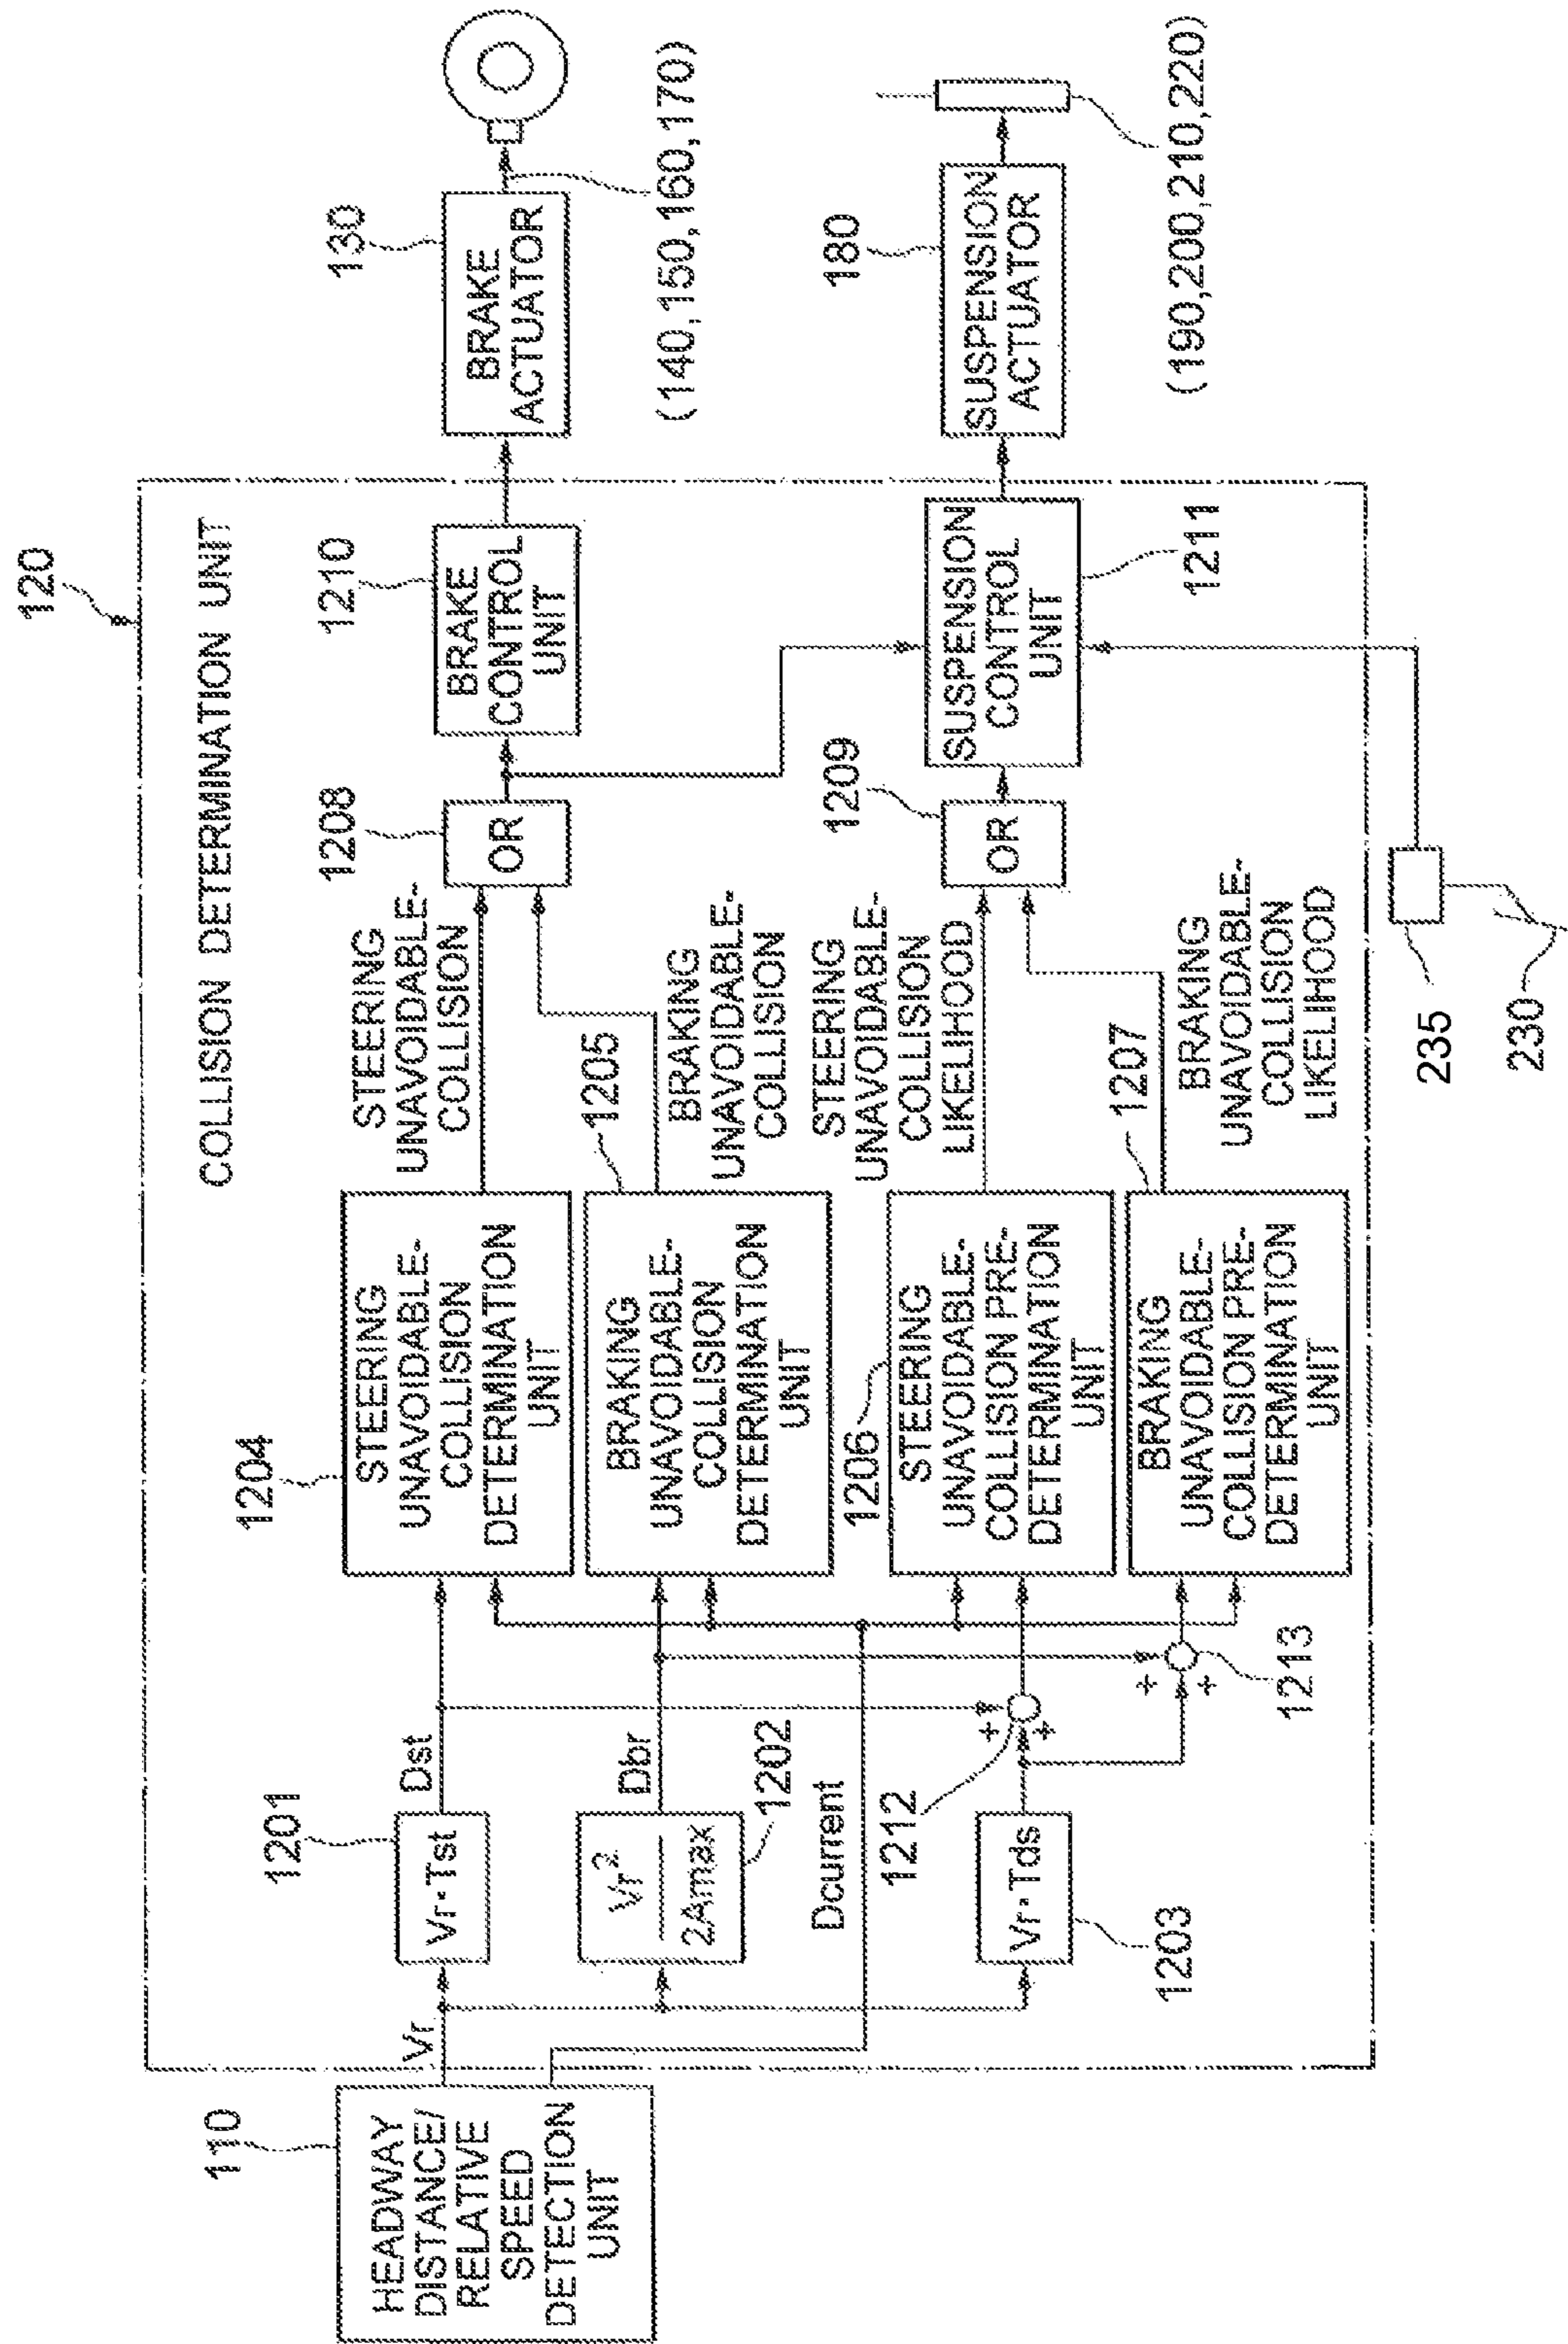 120
COLLISION DETERMINATION UNIT
110
HEADWAY
DISTANCE/
RELATIVE
SPEED
DETECTION
UNIT
Vr
1201
Vr·Tst
Dst
Vr²
2Amax
1202
Dbr
Dcurrent
Vr·Tds
1203
1212
+
+
1213
+
+
1204
STEERING
UNAVOIDABLE-
COLLISION
DETERMINATION
UNIT
BRAKING
UNAVOIDABLE-
COLLISION
DETERMINATION
UNIT
1205
1206
STEERING
UNAVOIDABLE-
COLLISION PRE-
DETERMINATION
UNIT
BRAKING
UNAVOIDABLE-
COLLISION PRE-
DETERMINATION
UNIT
1207
STEERING
UNAVOIDABLE-
COLLISION
BRAKING
UNAVOIDABLE-
COLLISION
STEERING
UNAVOIDABLE-
COLLISION
LIKELIHOOD
BRAKING
UNAVOIDABLE-
COLLISION
LIKELIHOOD
1208
OR
1209
OR
1210
BRAKE
CONTROL
UNIT
SUSPENSION
CONTROL
UNIT
1211
235
230
130
BRAKE
ACTUATOR
(140,150,160,170)
180
SUSPENSION
ACTUATOR
(190,200,210,220)